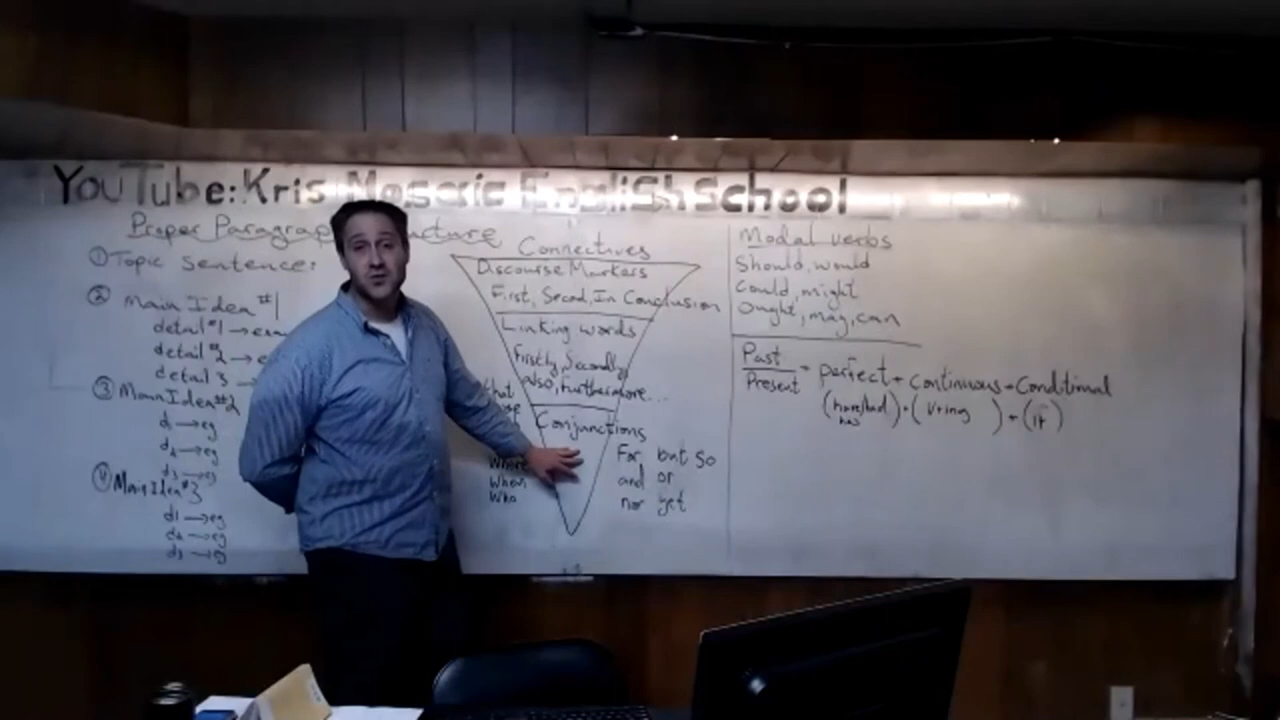 YouTube: Kris Mosaic English School
Proper Paragraph
① Topic Sentence:
② Main Idea #1
detail #1 →
detail #2 →
detail 3 →
③ Main Idea #2
d1 → eg
d2 → eg
d3 → eg
④ Main Idea #3
d1 → eg
d2 → eg
d3 → eg
Connectives
Discourse Markers
First, Second, In Conclusion
Linking words
Firstly, Secondly,
also, furthermore...
Conjunctions
When
Who
For but so
and or
nor yet
Modal verbs
Should, would
Could, might
Ought, may, can
Past
Present
+ perfect + Continuous + Conditional
(have/had) + (V+ing ) + (if)
has